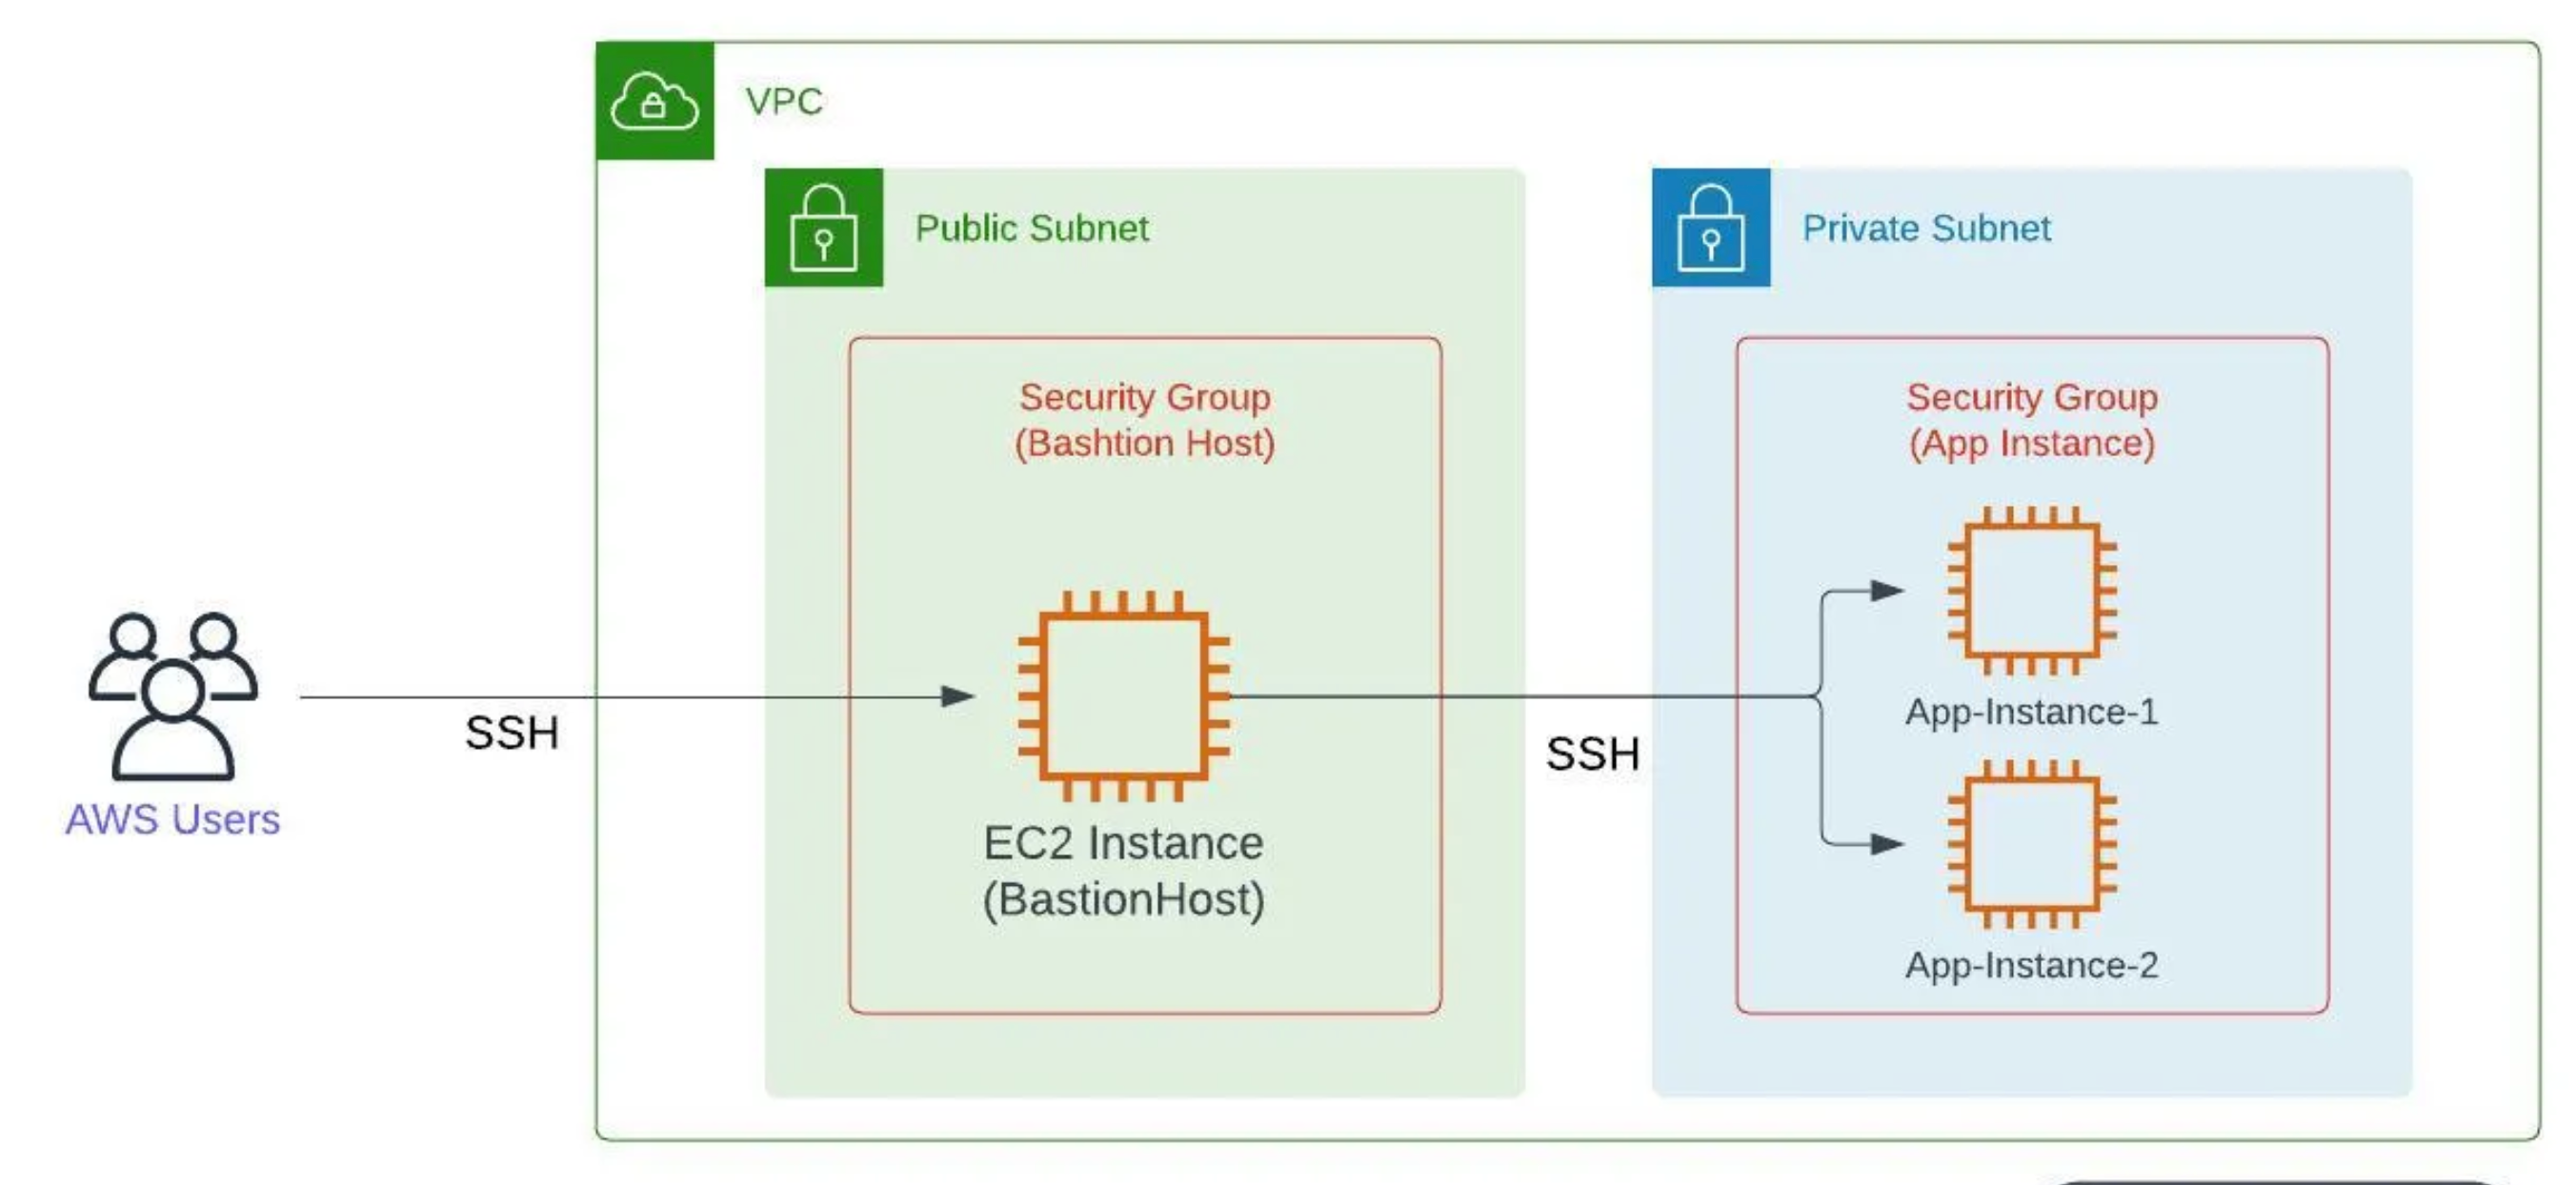 VPC
Public Subnet
Private Subnet
Security Group
(Bashtion Host)
Security Group
(App Instance)
SSH
AWS Users
EC2 Instance
(BastionHost)
SSH
App-Instance-1
App-Instance-2